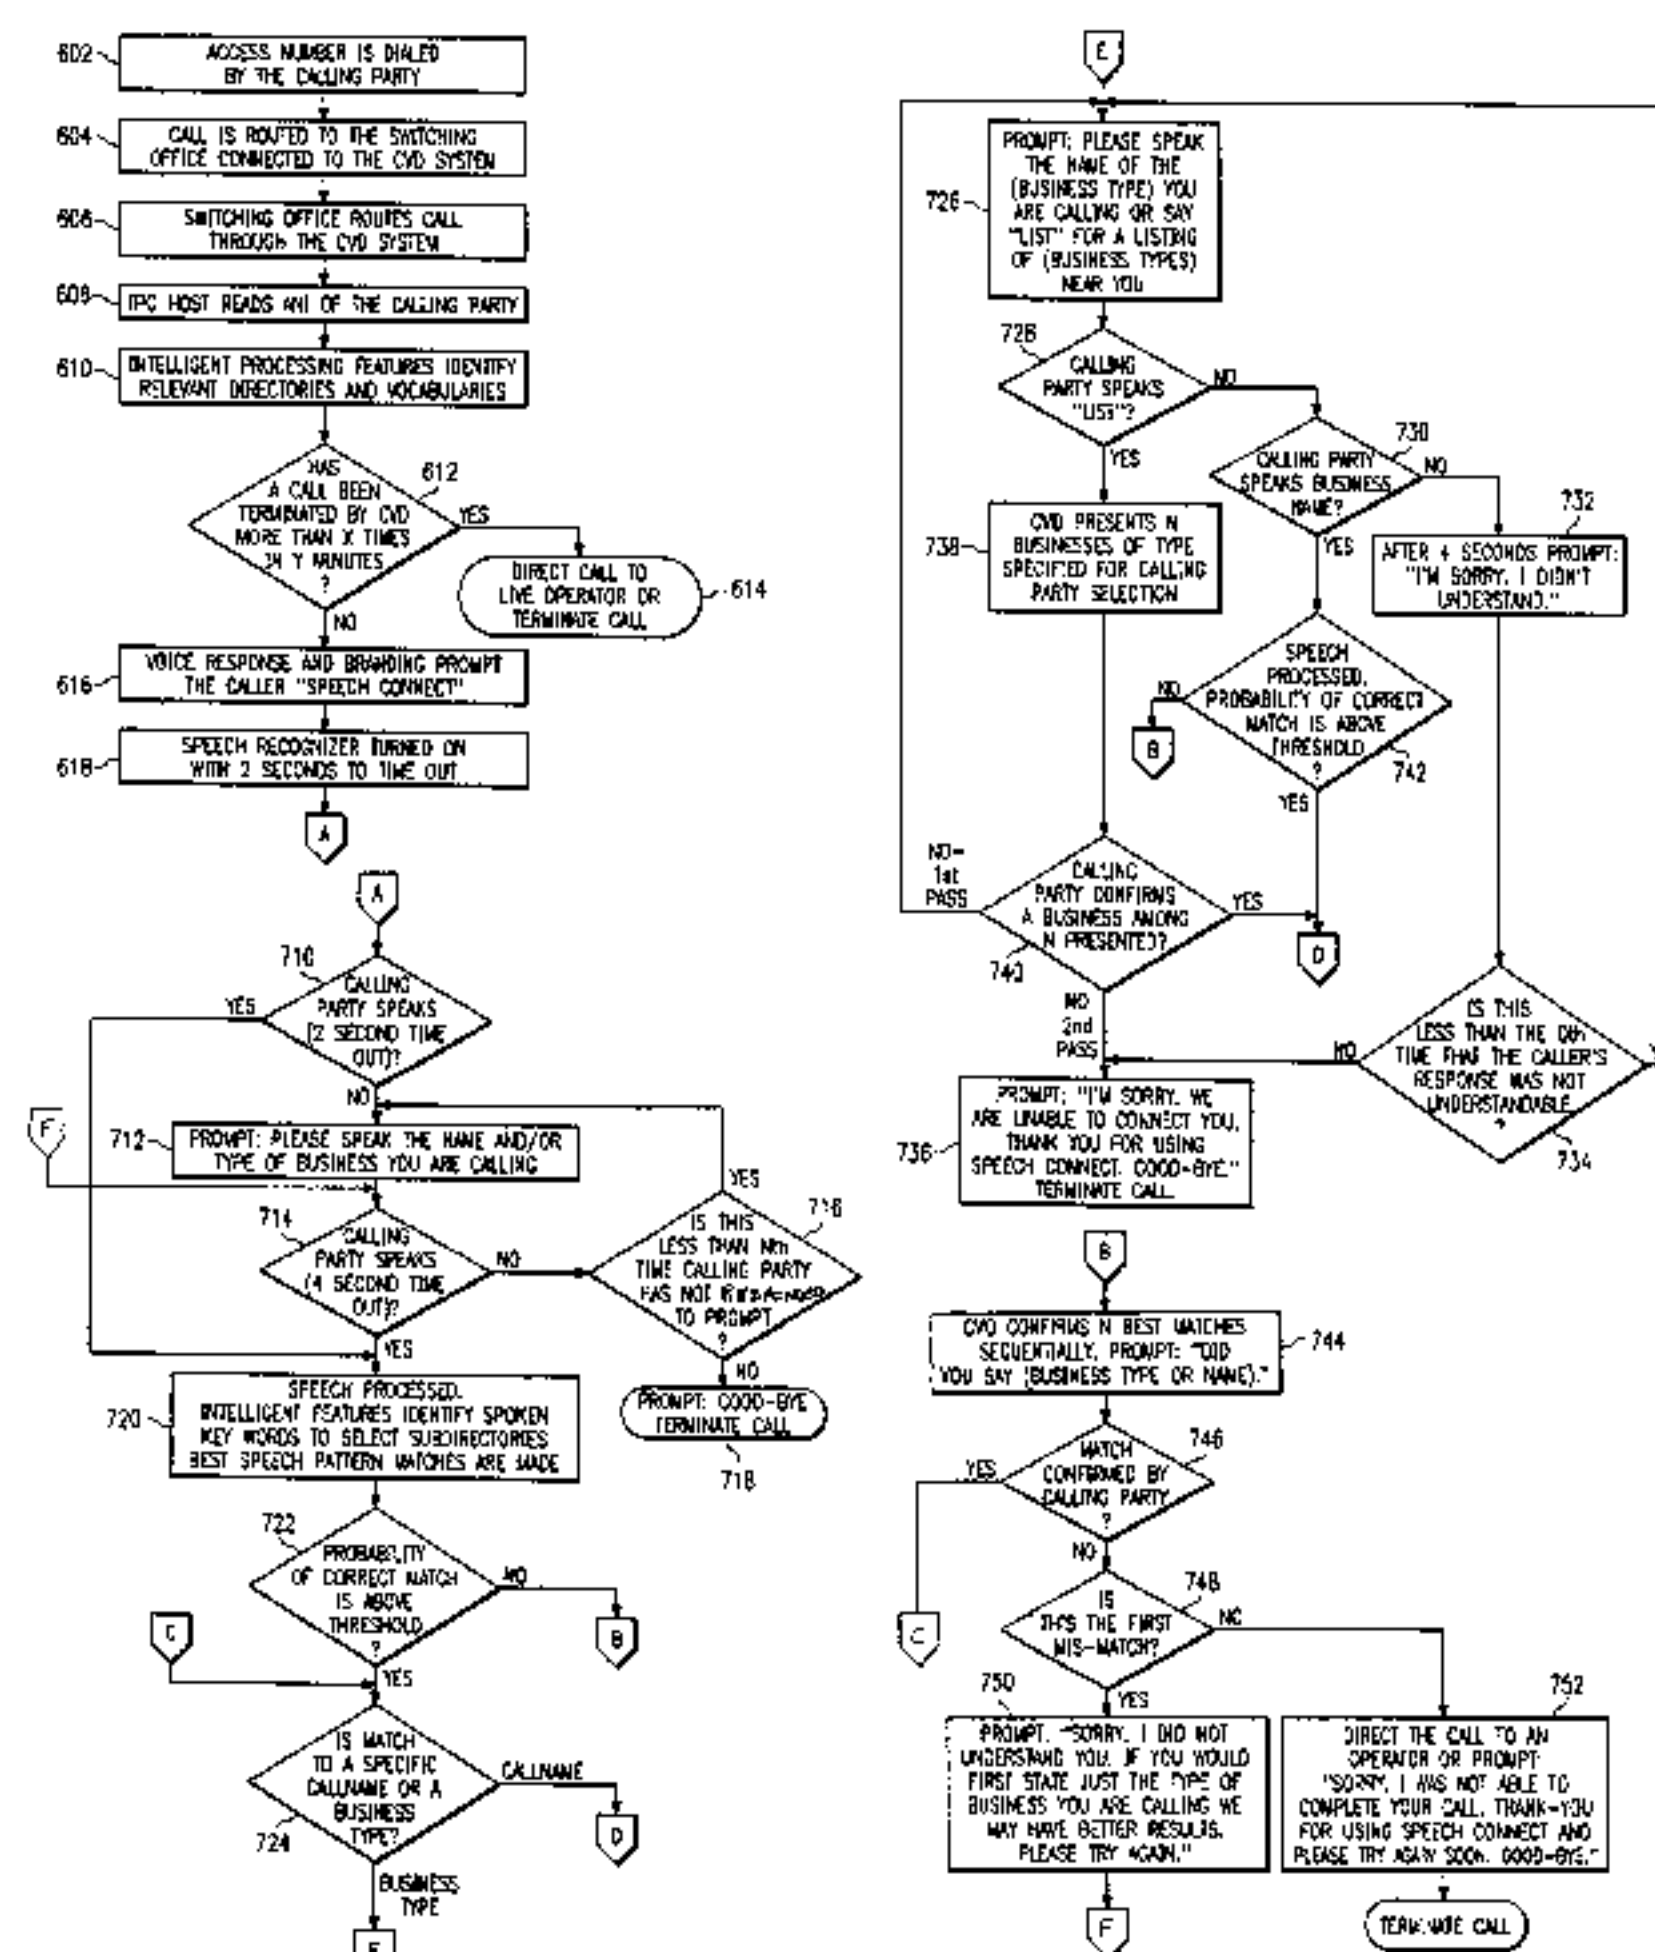 602
ACCESS NUMBER IS DIALED
BY THE CALLING PARTY
604
CALL IS ROUTED TO THE SWITCHING
OFFICE CONNECTED TO THE CVD SYSTEM
606
SWITCHING OFFICE ROUTES CALL
THROUGH THE CVD SYSTEM
608
IPC HOST READS ANI OF THE CALLING PARTY
610
INTELLIGENT PROCESSING FEATURES IDENTIFY
RELEVANT DIRECTORIES AND VOCABULARIES
HAS
A CALL BEEN
TERMINATED BY CVD
MORE THAN X TIMES
IN Y MINUTES
?
612
YES
DIRECT CALL TO
LIVE OPERATOR OR
TERMINATE CALL
614
NO
616
VOICE RESPONSE AND BRANDING PROMPT
THE CALLER "SPEECH CONNECT"
618
SPEECH RECOGNIZER TURNED ON
WITH 2 SECONDS TO TIME OUT
A
A
710
CALLING
PARTY SPEAKS
(2 SECOND TIME
OUT)?
YES
NO
F
712
PROMPT: PLEASE SPEAK THE NAME AND/OR
TYPE OF BUSINESS YOU ARE CALLING
714
CALLING
PARTY SPEAKS
(4 SECOND TIME
OUT)?
NO
YES
YES
716
IS THIS
LESS THAN Nth
TIME CALLING PARTY
HAS NOT
TO PROMPT
?
NO
PROMPT: GOOD-BYE
TERMINATE CALL
718
720
SPEECH PROCESSED.
INTELLIGENT FEATURES IDENTIFY SPOKEN
KEY WORDS TO SELECT SUBDIRECTORIES
BEST SPEECH PATTERN MATCHES ARE MADE
722
PROBABILITY
OF CORRECT MATCH
IS ABOVE
THRESHOLD
?
NO
B
C
YES
IS MATCH
TO A SPECIFIC
CALLNAME OR A
BUSINESS
TYPE?
724
CALLNAME
D
BUSINESS
TYPE
E
E
726
PROMPT: PLEASE SPEAK
THE NAME OF THE
(BUSINESS TYPE) YOU
ARE CALLING OR SAY
"LIST" FOR A LISTING
OF (BUSINESS TYPES)
NEAR YOU
728
CALLING
PARTY SPEAKS
"LIST"?
NO
YES
730
CALLING PARTY
SPEAKS BUSINESS
NAME?
NO
YES
732
AFTER 4 SECONDS PROMPT:
"I'M SORRY, I DIDN'T
UNDERSTAND."
738
CVD PRESENTS N
BUSINESSES OF TYPE
SPECIFIED FOR CALLING
PARTY SELECTION
SPEECH
PROCESSED.
PROBABILITY OF CORRECT
MATCH IS ABOVE
THRESHOLD
?
742
NO
B
YES
NO-
1st
PASS
CALLING
PARTY CONFIRMS
A BUSINESS AMONG
N PRESENTED?
740
YES
D
NO
2nd
PASS
IS THIS
LESS THAN THE
TIME THAT THE CALLER'S
RESPONSE WAS NOT
UNDERSTANDABLE
?
734
NO
736
PROMPT: "I'M SORRY. WE
ARE UNABLE TO CONNECT YOU.
THANK YOU FOR USING
SPEECH CONNECT. GOOD-BYE."
TERMINATE CALL
B
CVD CONFIRMS N BEST MATCHES
SEQUENTIALLY. PROMPT: "DID
YOU SAY (BUSINESS TYPE OR NAME)."
744
746
MATCH
CONFIRMED BY
CALLING PARTY
?
YES
C
NO
748
IS
THIS THE FIRST
MIS-MATCH?
NO
YES
750
PROMPT. "SORRY. I DID NOT
UNDERSTAND YOU. IF YOU WOULD
FIRST STATE JUST THE TYPE OF
BUSINESS YOU ARE CALLING WE
MAY HAVE BETTER RESULTS.
PLEASE TRY AGAIN."
F
752
DIRECT THE CALL TO AN
OPERATOR OR PROMPT
"SORRY. I WAS NOT ABLE TO
COMPLETE YOUR CALL. THANK-YOU
FOR USING SPEECH CONNECT AND
PLEASE TRY AGAIN SOON. GOOD-BYE."
TERMINATE CALL